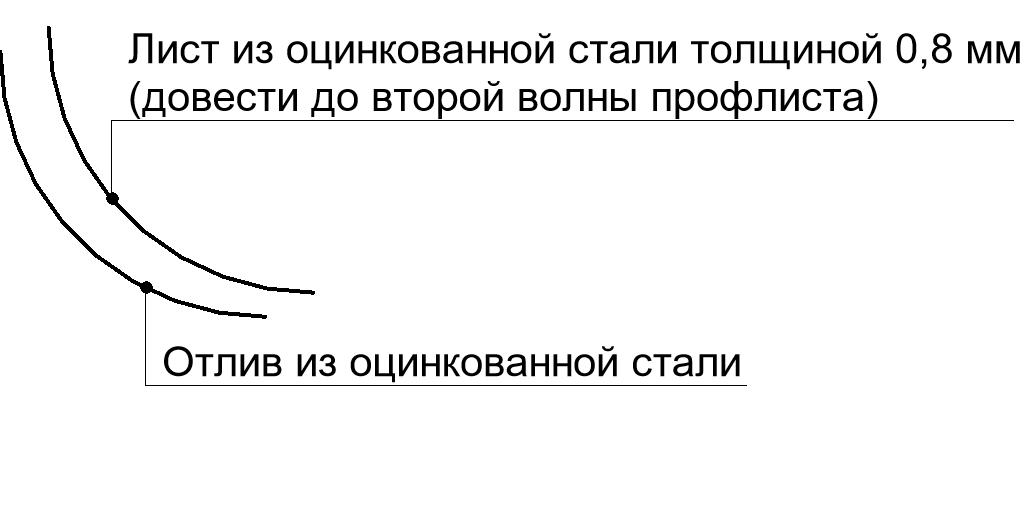 Лист из оцинкованной стали толщиной 0,8 мм
(довести до второй волны профлиста)
Отлив из оцинкованной стали